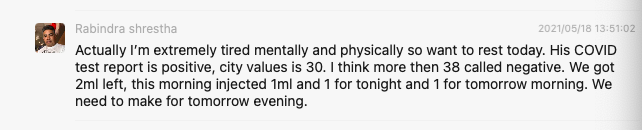 Rabindra shrestha
2021/05/18 13:51:02
Actually I’m extremely tired mentally and physically so want to rest today. His COVID
test report is positive, city values is 30. I think more then 38 called negative. We got
2ml left, this morning injected 1ml and 1 for tonight and 1 for tomorrow morning. We
need to make for tomorrow evening.